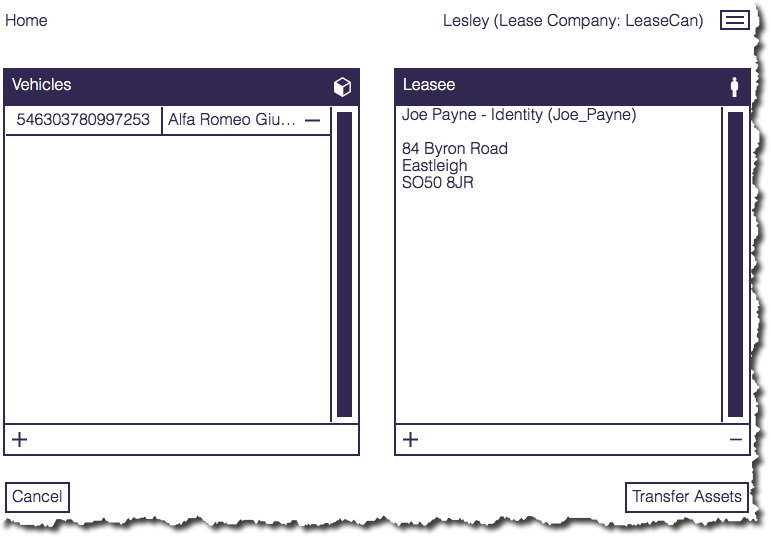 Home
Lesley (Lease Company: LeaseCan)
Vehicles
546303780997253 Alfa Romeo Giu...
Leasee
Joe Payne - Identity (Joe_Payne)
84 Byron Road
Eastleigh
SO50 8JR
Cancel
Transfer Assets